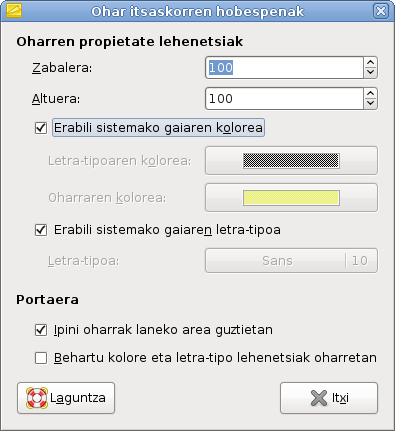 Ohar itsaskorren hobespenak
Oharren propietate lehenetsiak
Zabalera: 100
Altuera: 100
Erabili sistemako gaiaren kolorea
Letra-tipoaren kolorea:
Oharraren kolorea:
Erabili sistemako gaiaren letra-tipoa
Letra-tipoa: Sans 10
Portaera
Ipini oharrak laneko area guztietan
Behartu kolore eta letra-tipo lehenetsiak oharretan
Laguntza Itxi